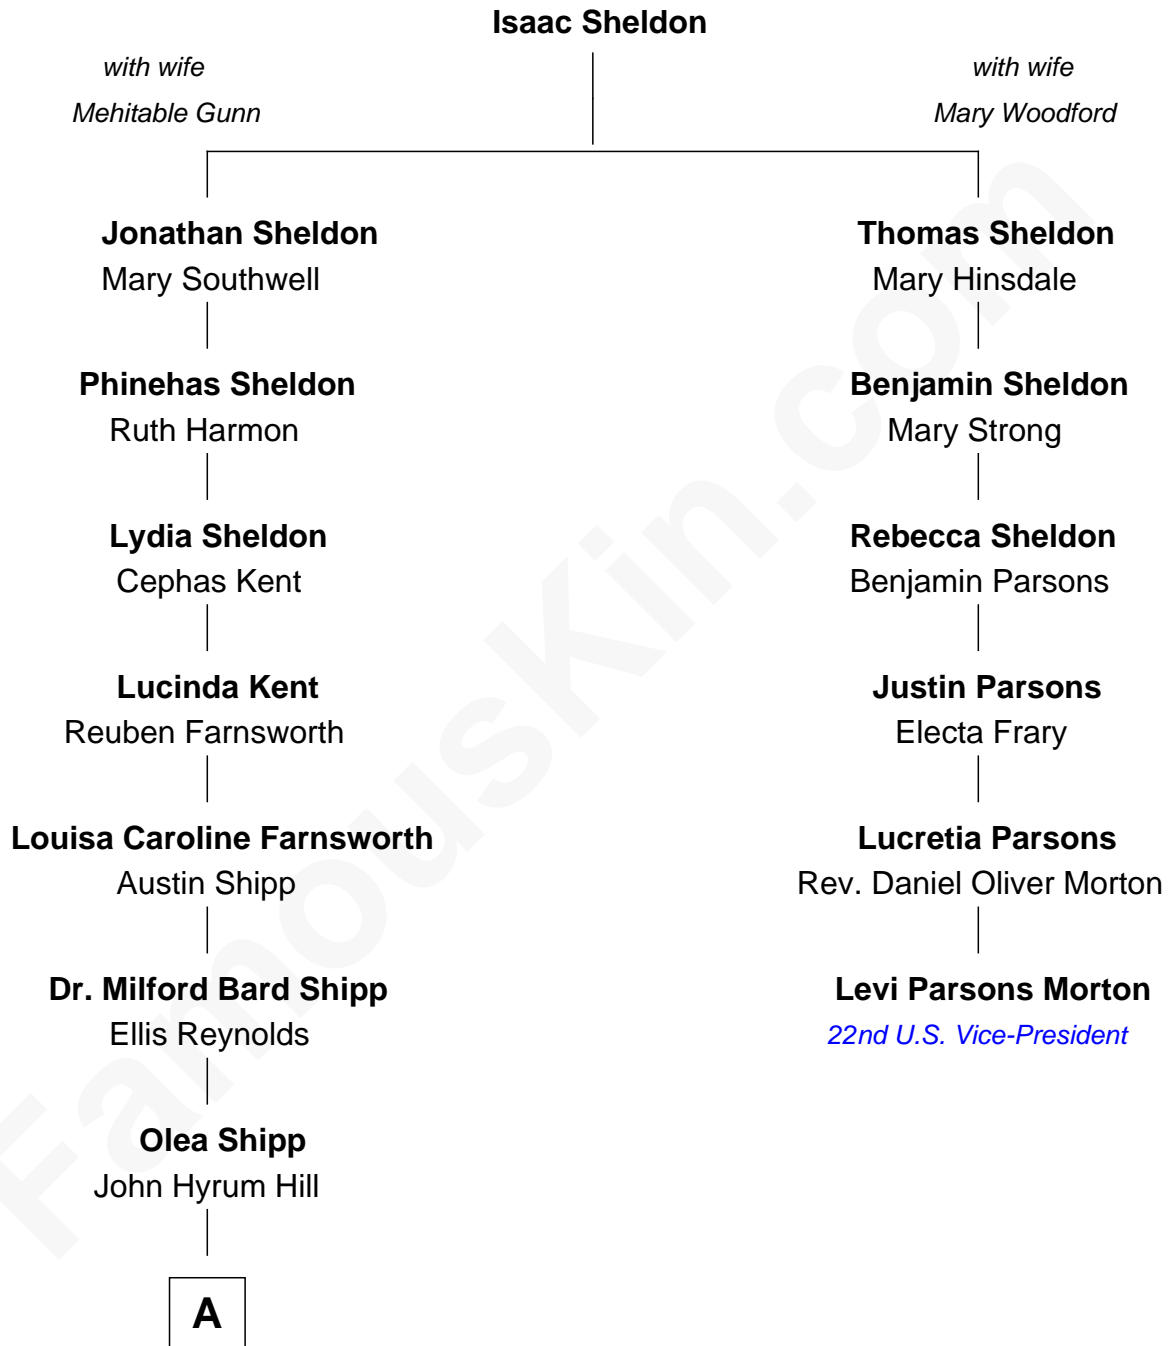 Isaac Sheldon
with wife
Mehitable Gunn
with wife
Mary Woodford
Jonathan Sheldon
Mary Southwell
Thomas Sheldon
Mary Hinsdale
Phinehas Sheldon
Ruth Harmon
Benjamin Sheldon
Mary Strong
Lydia Sheldon
Cephas Kent
Rebecca Sheldon
Benjamin Parsons
Lucinda Kent
Reuben Farnsworth
Justin Parsons
Electa Frary
Louisa Caroline Farnsworth
Austin Shipp
Lucretia Parsons
Rev. Daniel Oliver Morton
Dr. Milford Bard Shipp
Ellis Reynolds
Levi Parsons Morton
22nd U.S. Vice-President
Olea Shipp
John Hyrum Hill
A
FamousKin.com